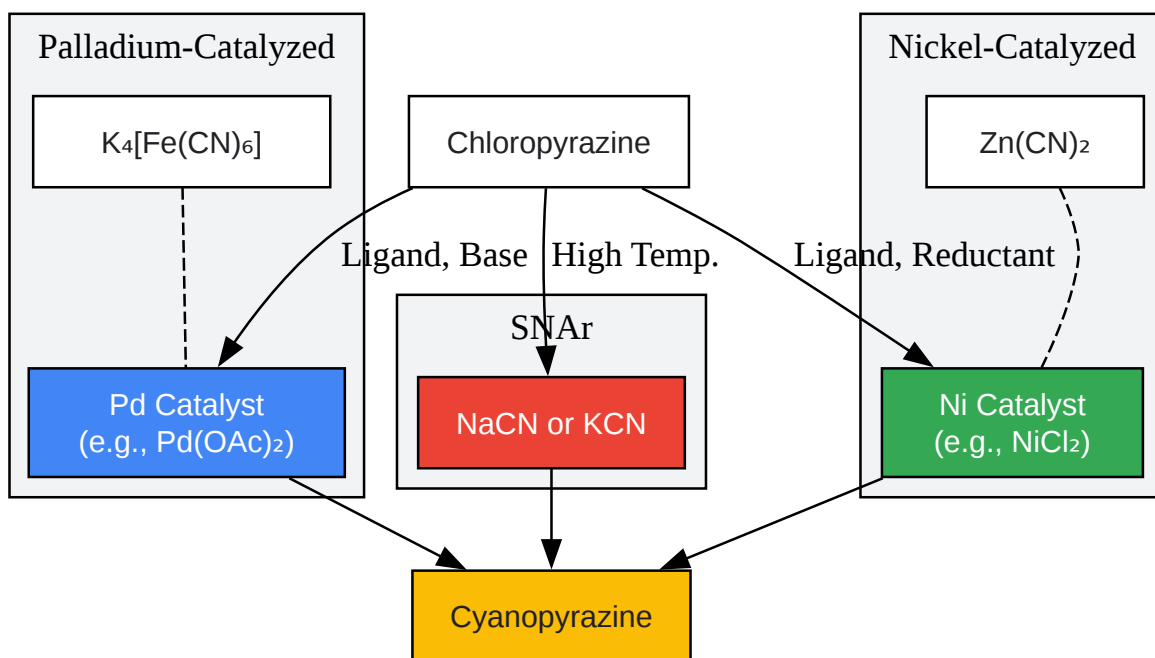 Palladium-Catalyzed
Nickel-Catalyzed
K₄[Fe(CN)₆]
Chloropyrazine
Zn(CN)₂
Ligand, Base
High Temp.
Ligand, Reductant
SNAr
Pd Catalyst
(e.g., Pd(OAc)₂)
NaCN or KCN
Ni Catalyst
(e.g., NiCl₂)
Cyanopyrazine